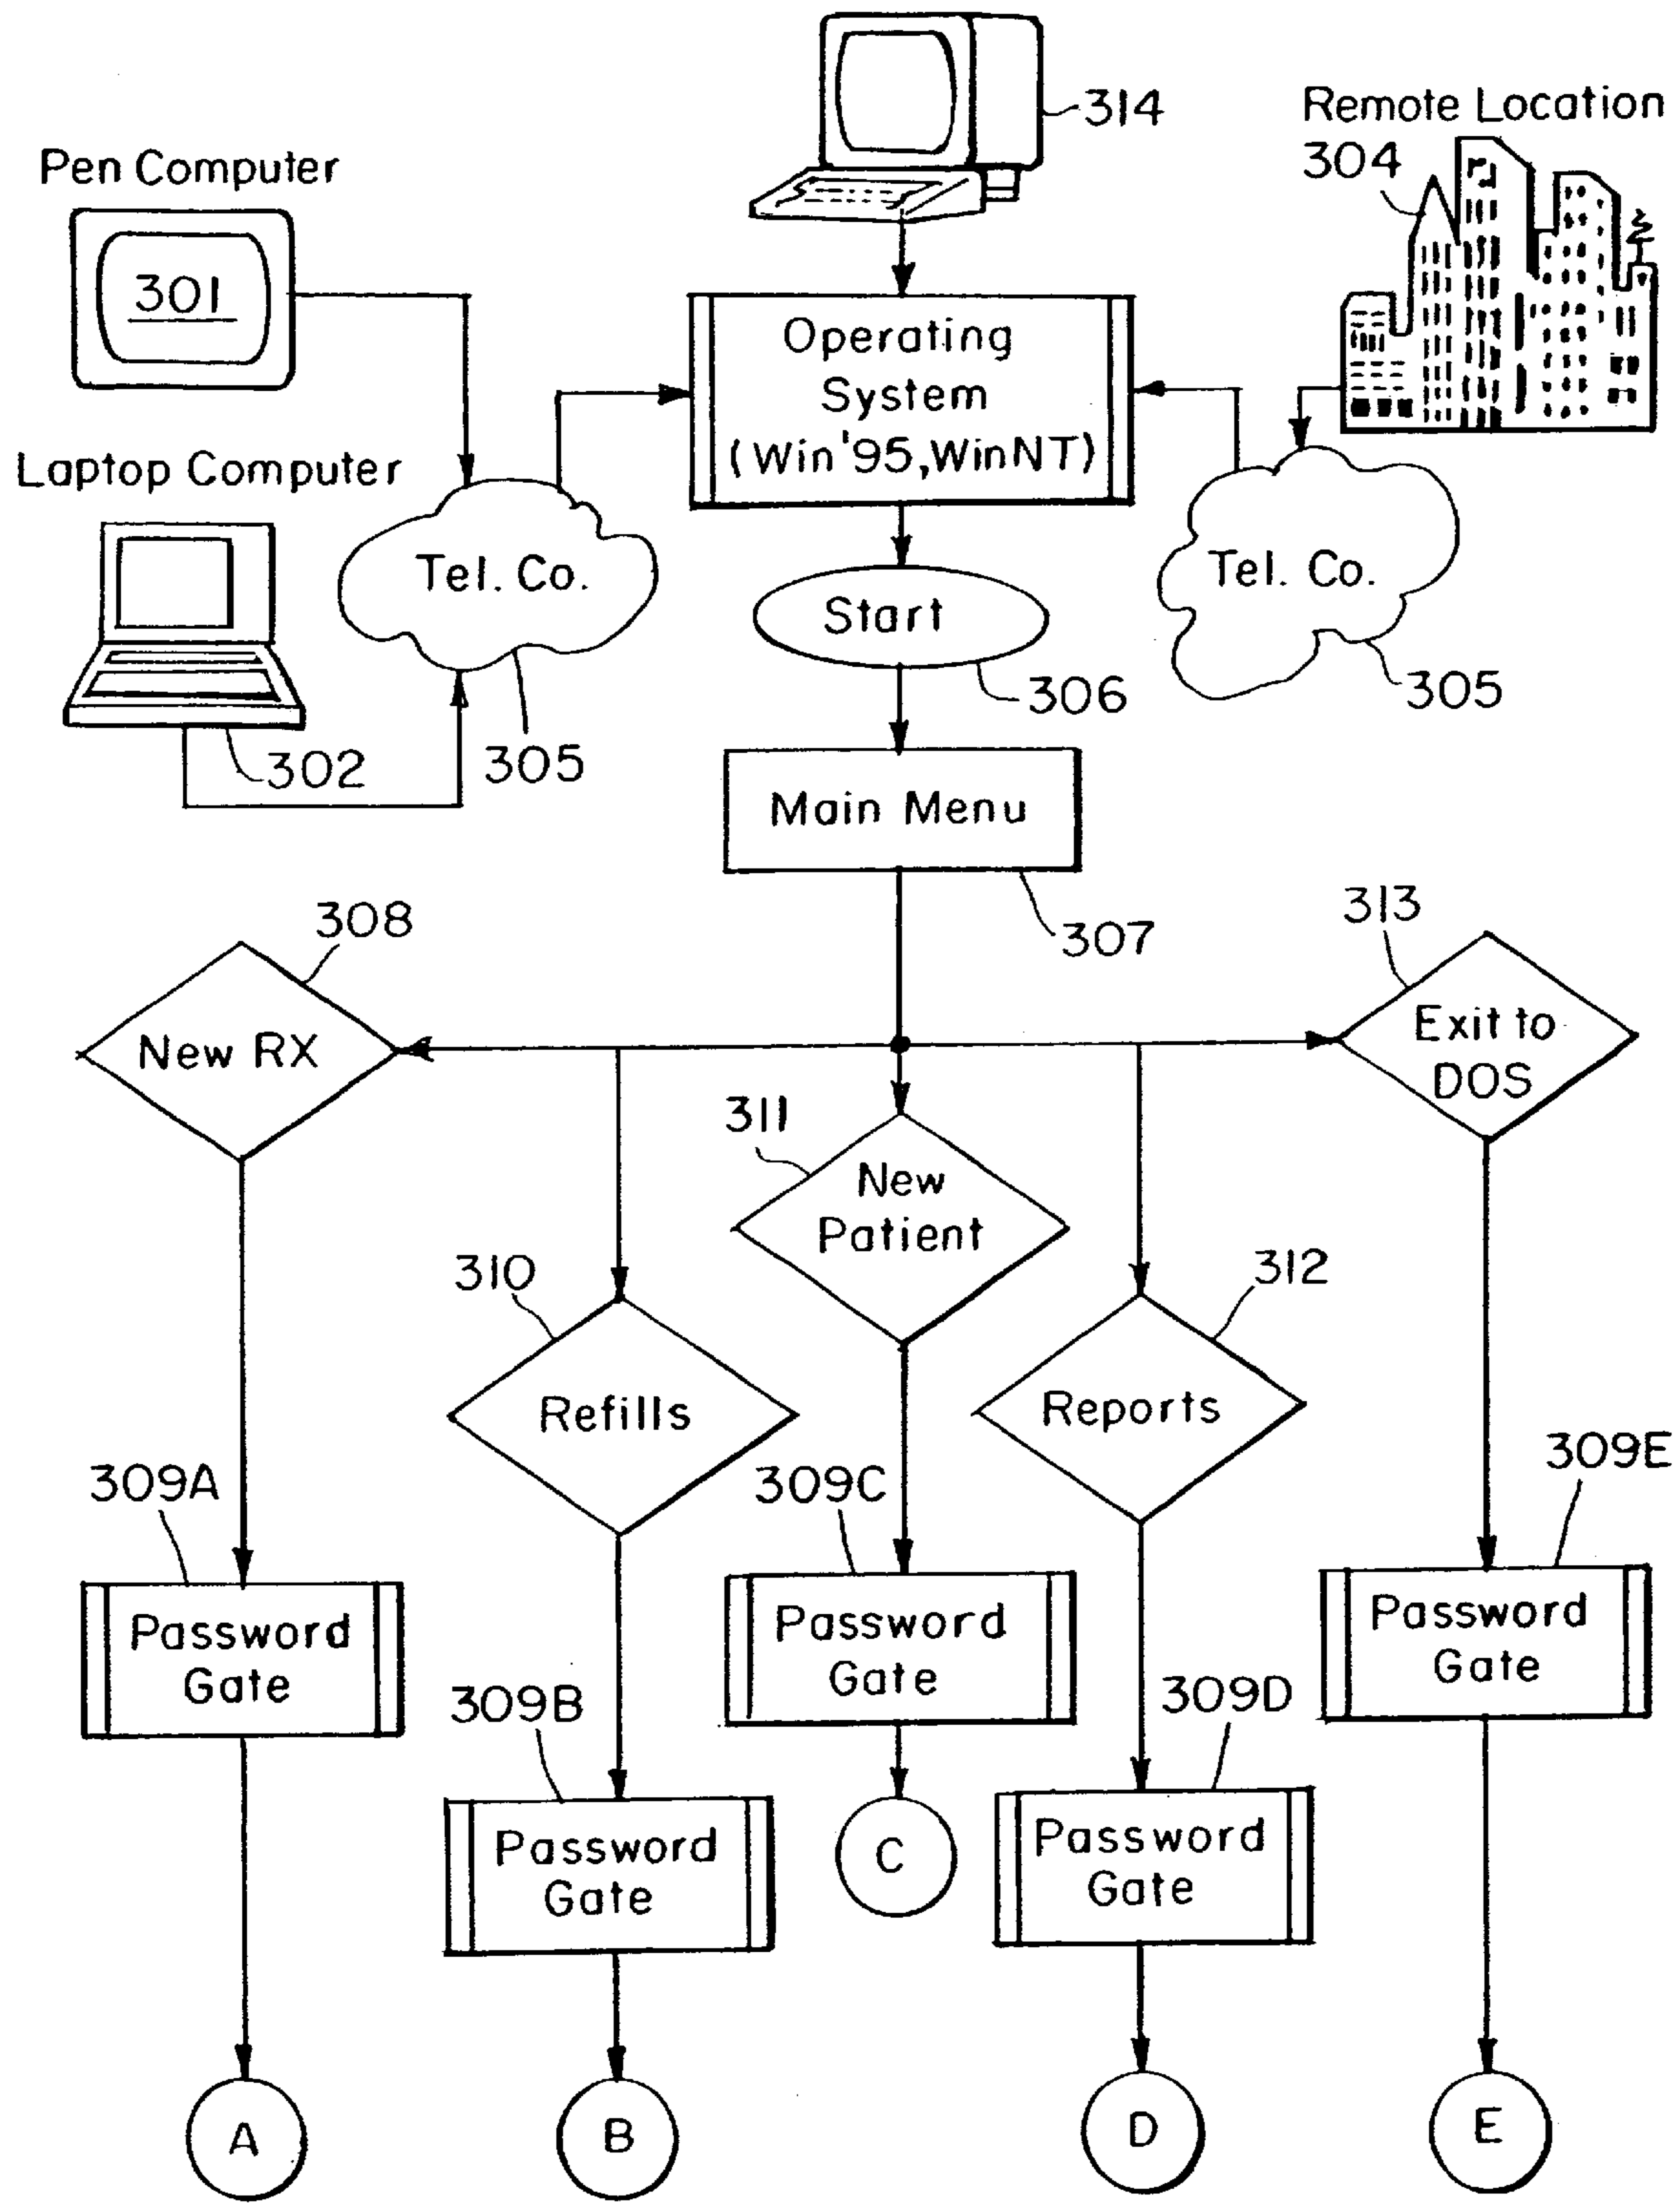 314
Remote Location
304
Pen Computer
301
Operating
System
(Win '95, WinNT)
Laptop Computer
302
Tel. Co.
305
Tel. Co.
305
Start
306
Main Menu
307
308
New RX
313
Exit to
DOS
311
New
Patient
310
Refills
312
Reports
309A
Password
Gate
309B
Password
Gate
309C
Password
Gate
309D
Password
Gate
309E
Password
Gate
C
A
B
D
E